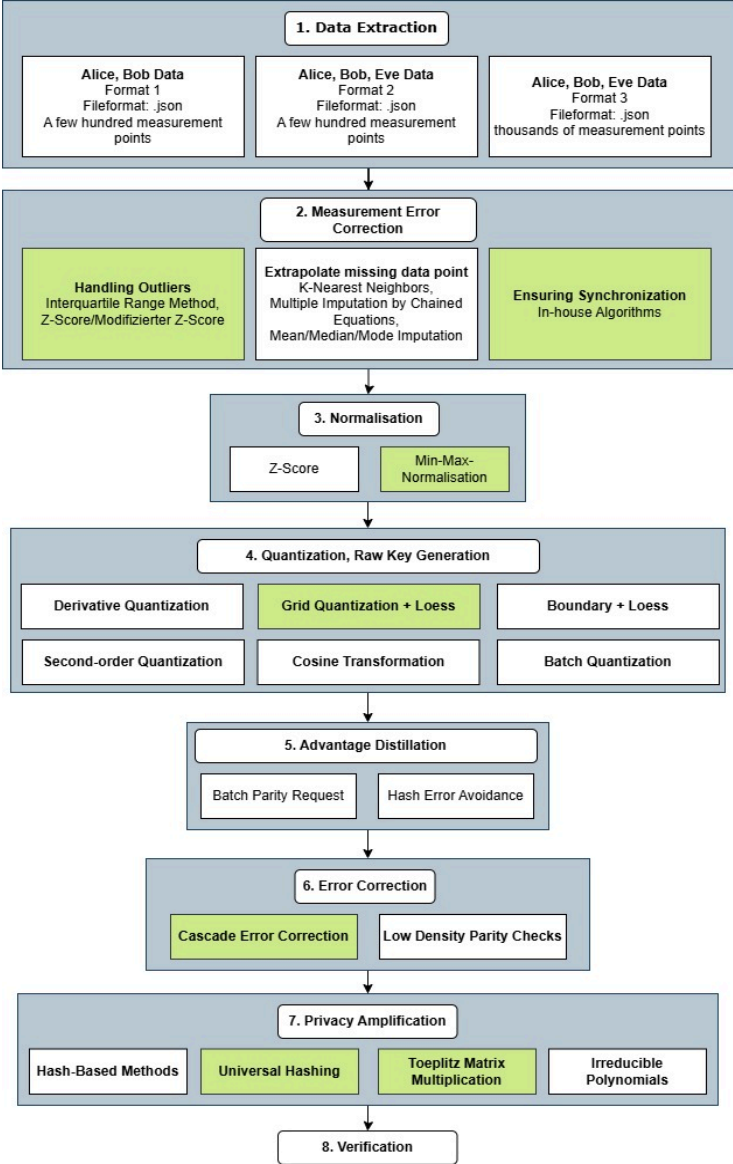 1. Data Extraction
Alice, Bob Data
Format 1
Fileformat: .json
A few hundred measurement
points
Alice, Bob, Eve Data
Format 2
Fileformat: .json
A few hundred measurement
points
Alice, Bob, Eve Data
Format 3
Fileformat: .json
thousands of measurement points
2. Measurement Error
Correction
Handling Outliers
Interquartile Range Method,
Z-Score/Modifizierter Z-Score
Extrapolate missing data point
K-Nearest Neighbors,
Multiple Imputation by Chained
Equations,
Mean/Median/Mode Imputation
Ensuring Synchronization
In-house Algorithms
3. Normalisation
Z-Score
Min-Max-
Normalisation
4. Quantization, Raw Key Generation
Derivative Quantization
Grid Quantization + Loess
Boundary + Loess
Second-order Quantization
Cosine Transformation
Batch Quantization
5. Advantage Distillation
Batch Parity Request
Hash Error Avoidance
6. Error Correction
Cascade Error Correction
Low Density Parity Checks
7. Privacy Amplification
Hash-Based Methods
Universal Hashing
Toeplitz Matrix
Multiplication
Irreducible
Polynomials
8. Verification